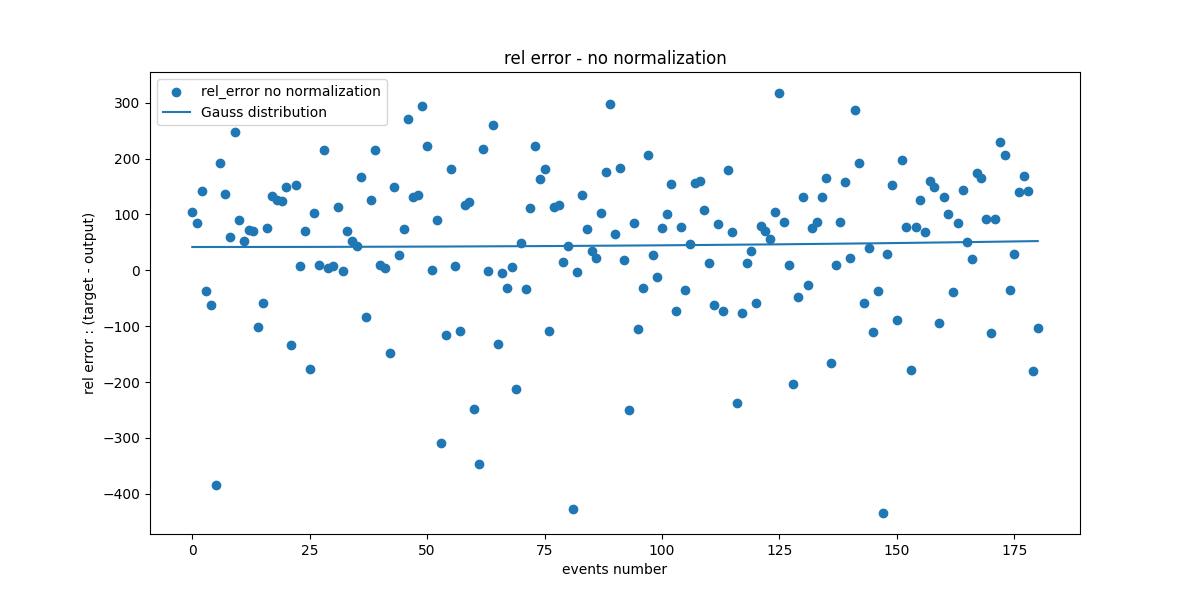 rel error - no normalization
rel_error no normalization
Gauss distribution
300
200
100
0
−100
−200
−300
−400
rel error : (target - output)
0 25 50 75 100 125 150 175
events number